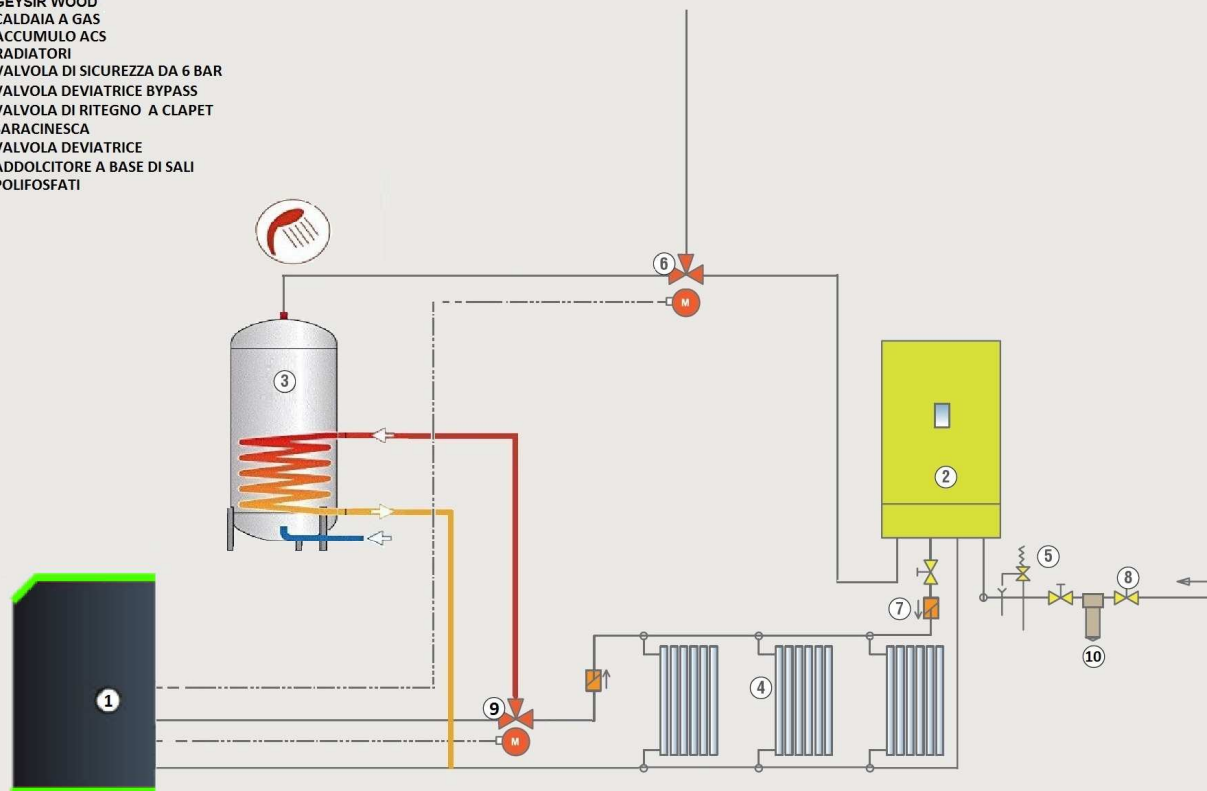 GEYSIR WOOD
CALDAIA A GAS
ACCUMULO ACS
RADIATORI
VALVOLA DI SICUREZZA DA 6 BAR
VALVOLA DEVIATRICE BYPASS
VALVOLA DI RITEGNO A CLAPET
SARACINESCA
VALVOLA DEVIATRICE
ADDOLCITORE A BASE DI SALI
POLIFOSFATI
6
M
3
2
5
8
7
10
4
1
9
M